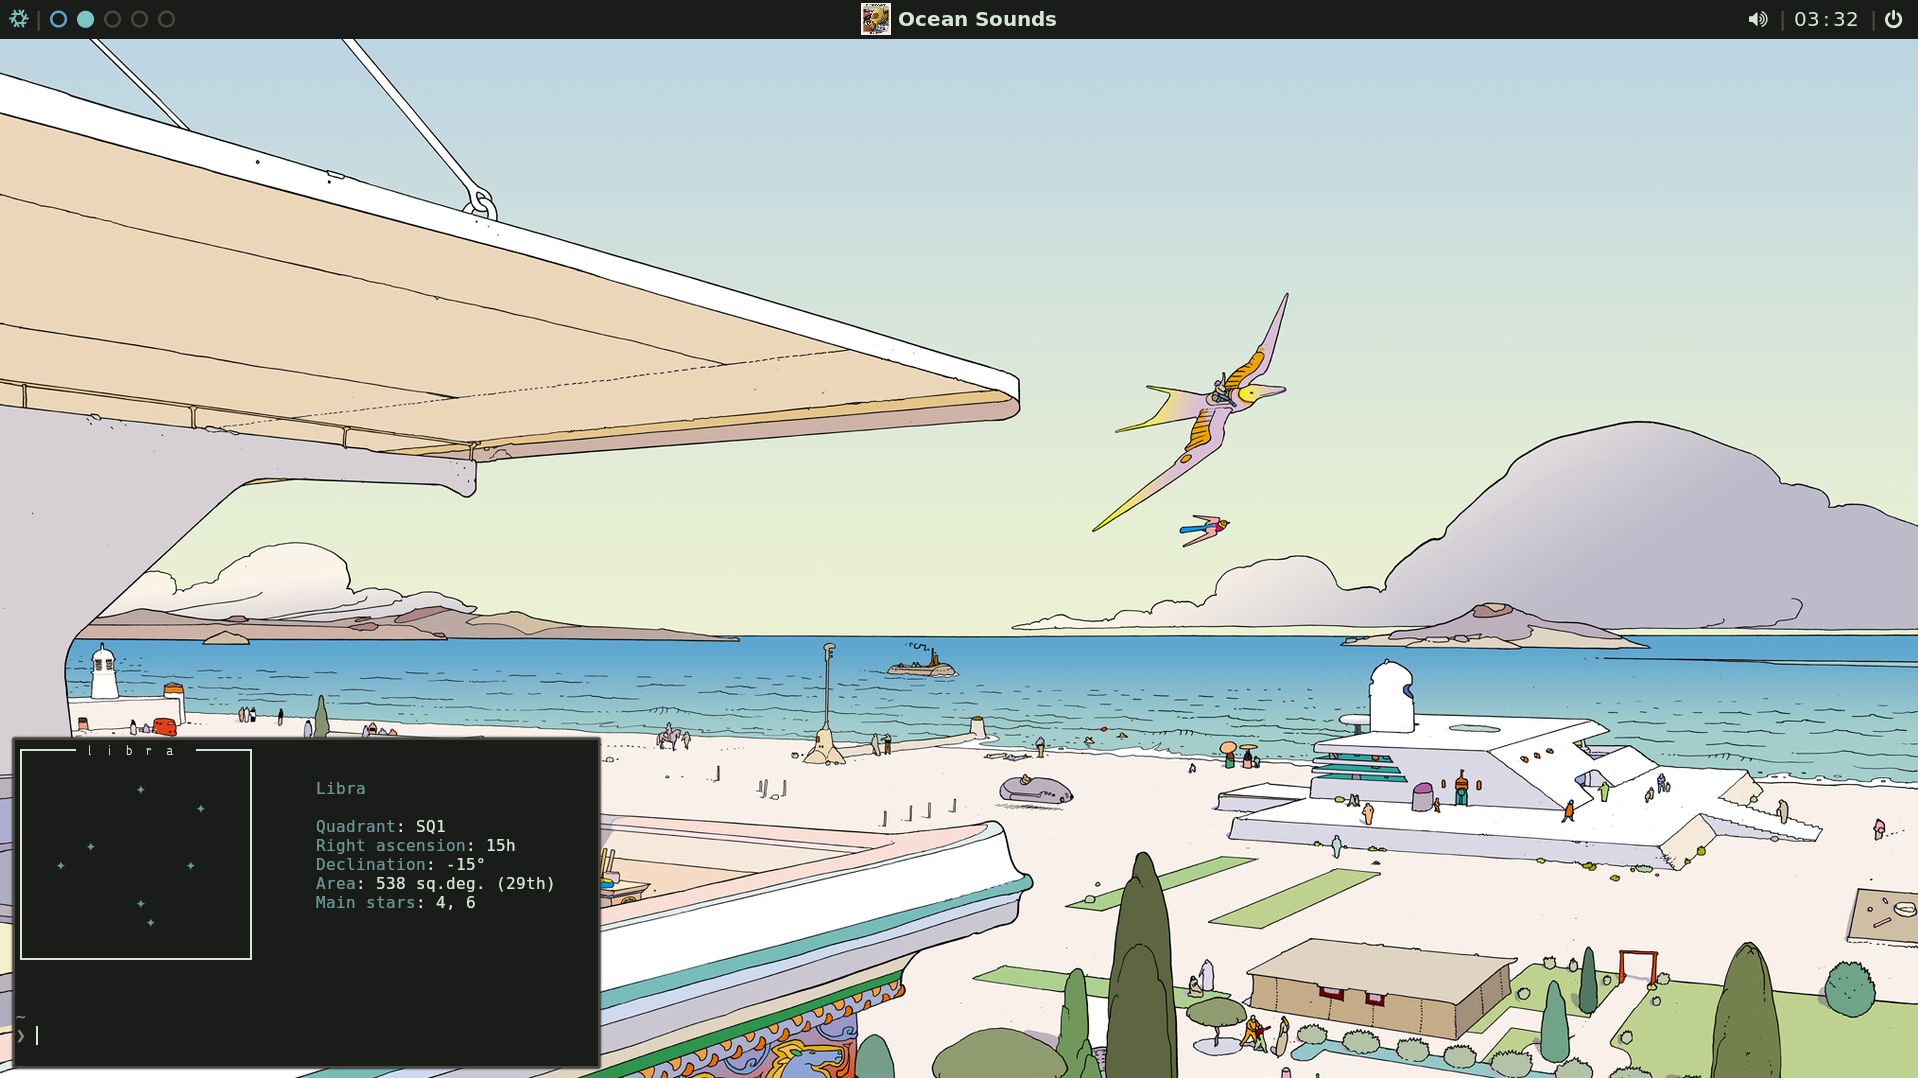 Ocean Sounds
03:32
libra
Libra
Quadrant: SQ1
Right ascension: 15h
Declination: -15°
Area: 538 sq.deg. (29th)
Main stars: 4, 6
~
❯